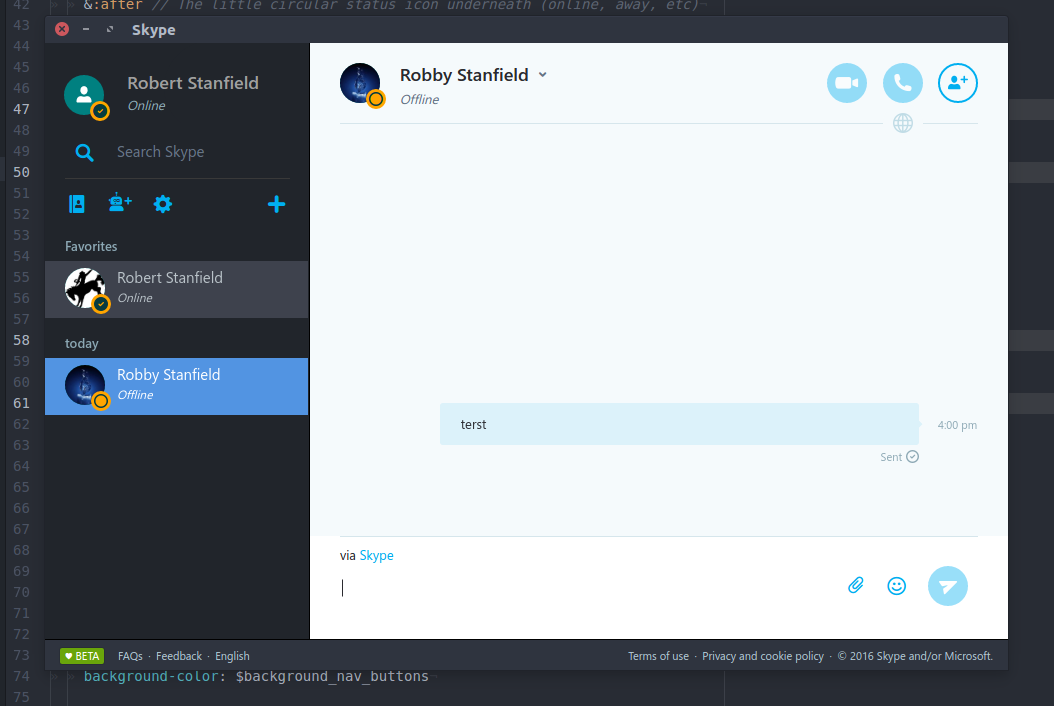 42 &:after // The little circular status icon underneath (online, away, etc)
43
Skype
44
45
46
47
48
49
50
51
52
53
54
55
56
57
58
59
60
61
62
63
64
65
66
67
68
69
70
71
72
73
74 background-color: $background_nav_buttons
75
Robert Stanfield
Online
Search Skype
Favorites
Robert Stanfield
Online
today
Robby Stanfield
Offline
Robby Stanfield
Offline
terst
4:00 pm
Sent
via Skype
BETA FAQs · Feedback · English
Terms of use · Privacy and cookie policy · © 2016 Skype and/or Microsoft.